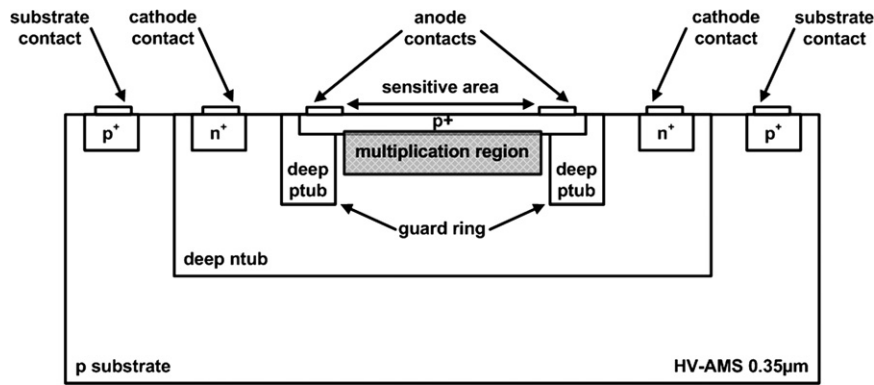 substrate
contact
cathode
contact
anode
contacts
cathode
contact
substrate
contact
sensitive area
p+
n+
p+
n+
p+
multiplication region
deep
ptub
deep
ptub
guard ring
deep ntub
p substrate
HV-AMS 0.35µm